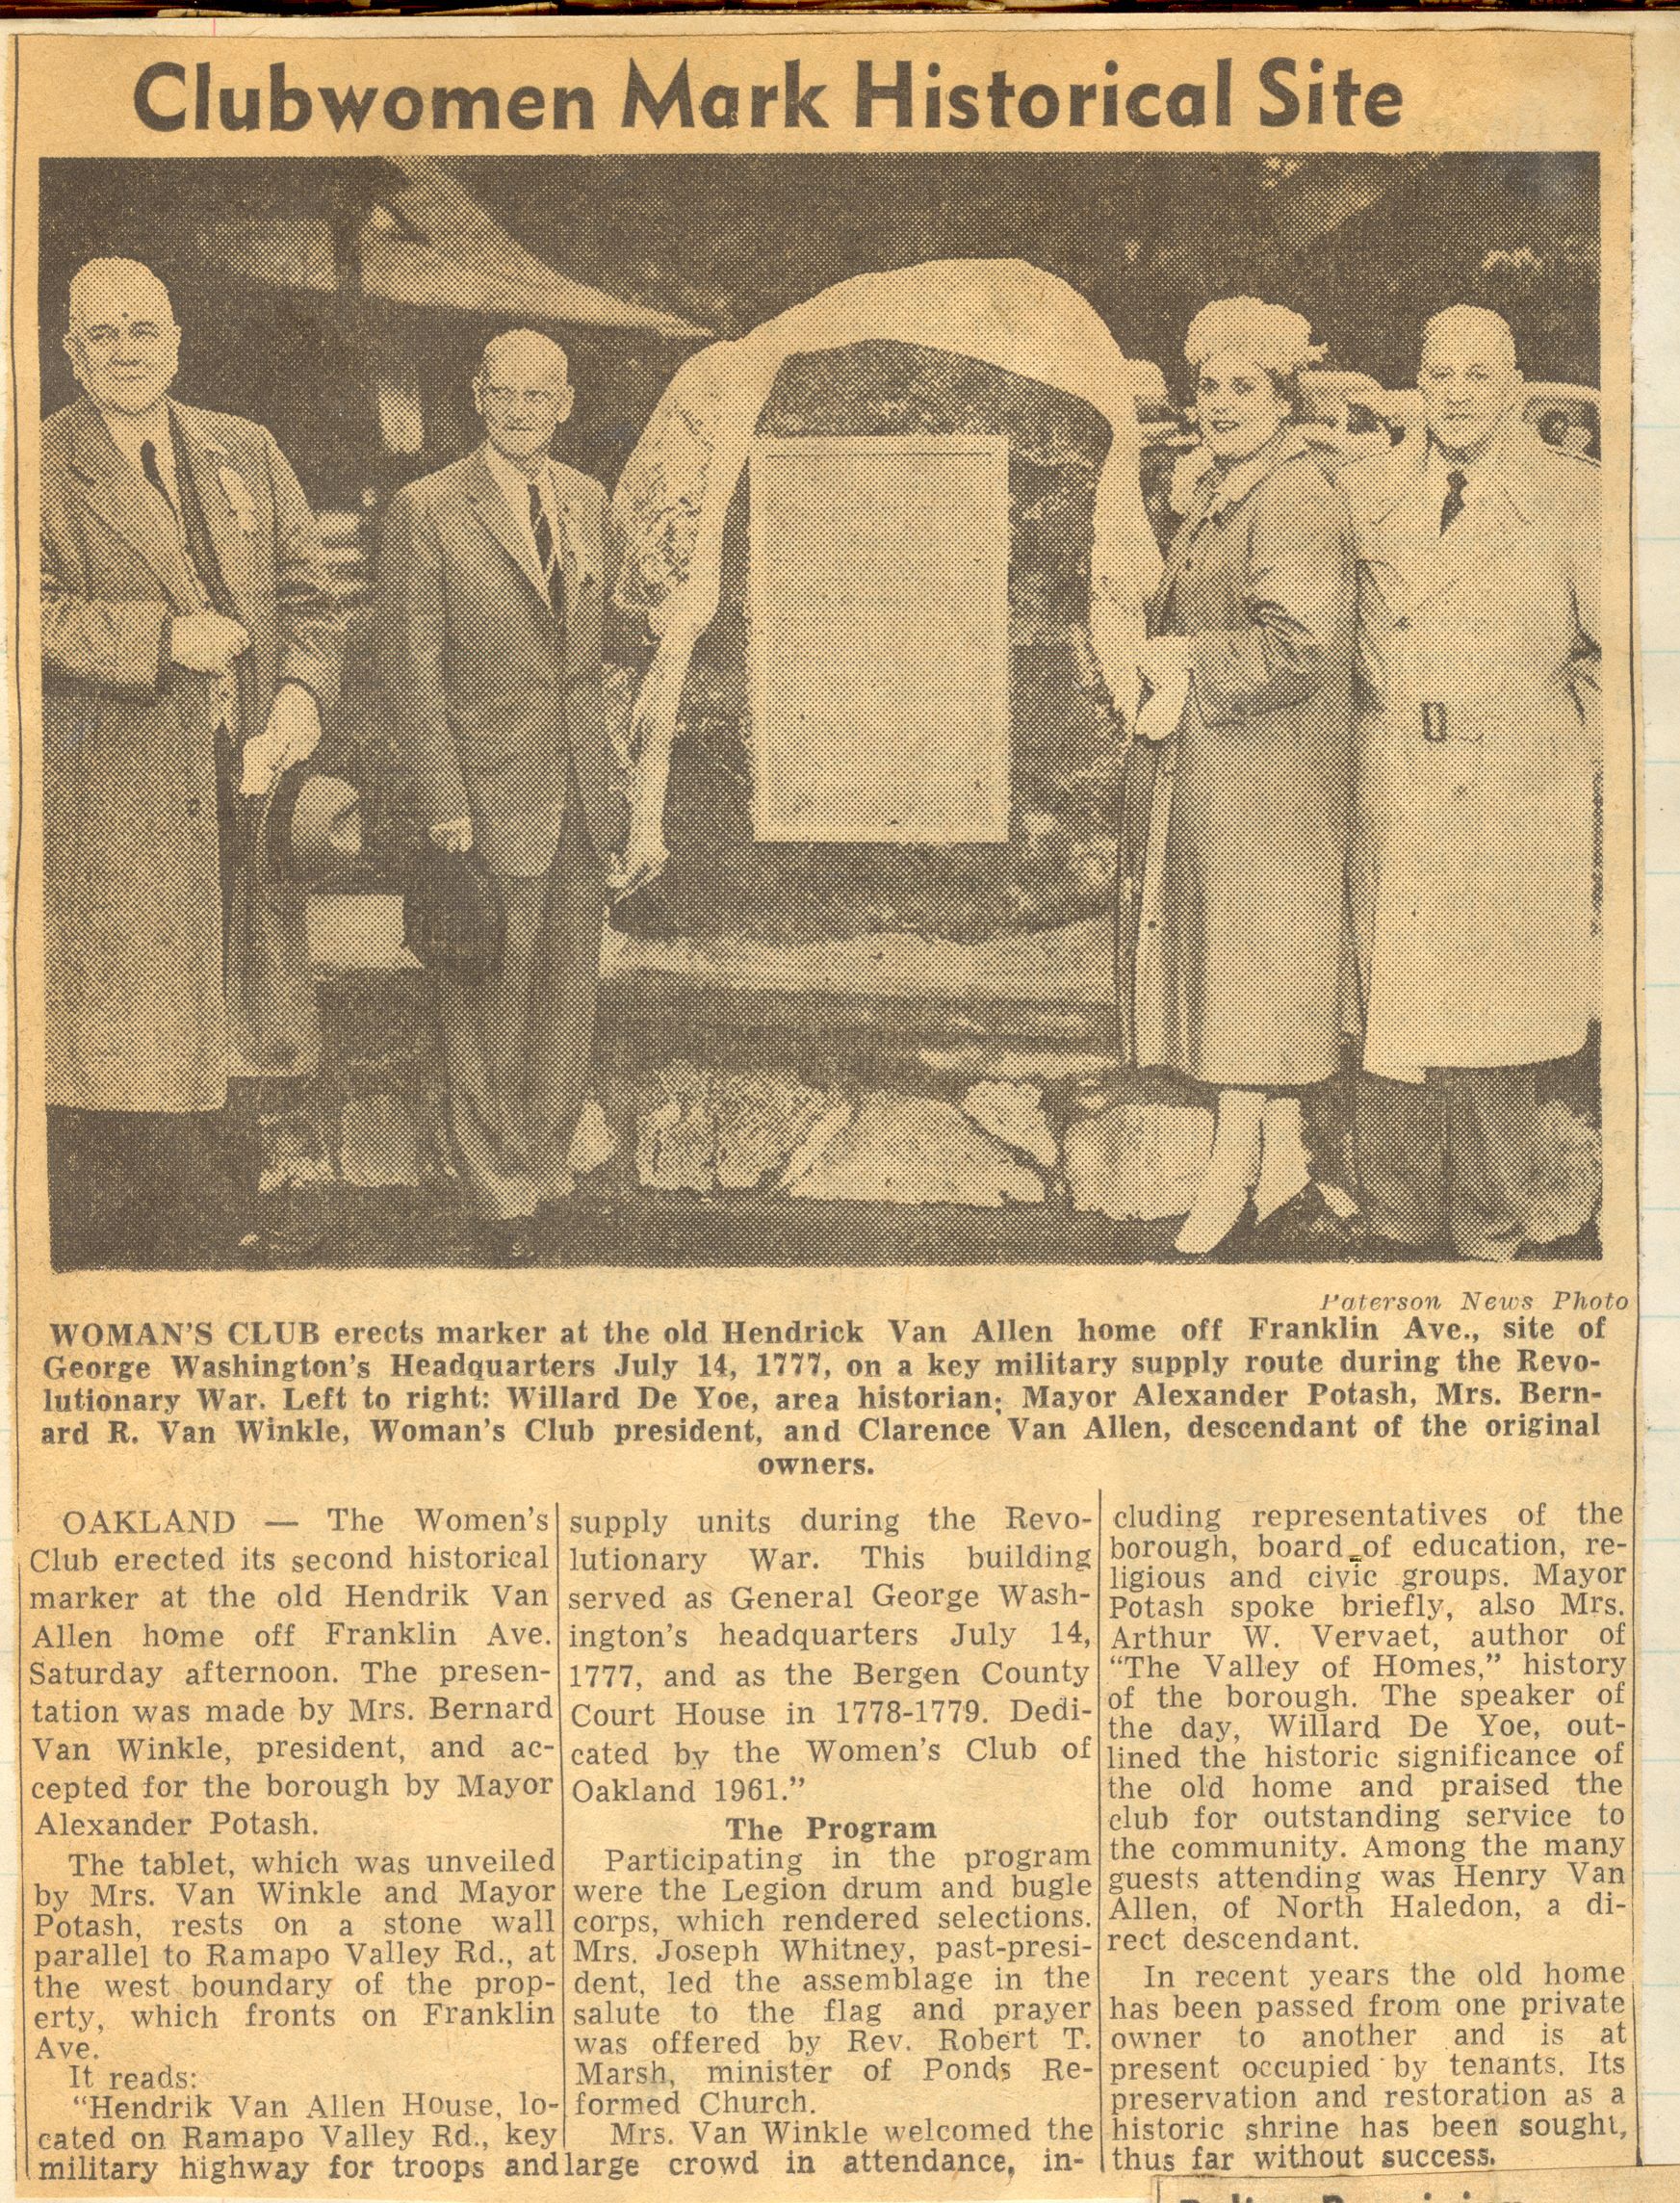 Clubwomen Mark Historical Site
Paterson News Photo
WOMAN'S CLUB erects marker at the old Hendrick Van Allen home off Franklin Ave., site of
George Washington's Headquarters July 14, 1777, on a key military supply route during the Revo-
lutionary War. Left to right: Willard De Yoe, area historian; Mayor Alexander Potash, Mrs. Bern-
ard R. Van Winkle, Woman's Club president, and Clarence Van Allen, descendant of the original
owners.
OAKLAND — The Women's
Club erected its second historical
marker at the old Hendrik Van
Allen home off Franklin Ave.
Saturday afternoon. The presen-
tation was made by Mrs. Bernard
Van Winkle, president, and ac-
cepted for the borough by Mayor
Alexander Potash.
The tablet, which was unveiled
by Mrs. Van Winkle and Mayor
Potash, rests on a stone wall
parallel to Ramapo Valley Rd., at
the west boundary of the prop-
erty, which fronts on Franklin
Ave.
It reads:
"Hendrik Van Allen House, lo-
cated on Ramapo Valley Rd., key
military highway for troops and
supply units during the Revo-
lutionary War. This building
served as General George Wash-
ington's headquarters July 14,
1777, and as the Bergen County
Court House in 1778-1779. Dedi-
cated by the Women's Club of
Oakland 1961."
The Program
Participating in the program
were the Legion drum and bugle
corps, which rendered selections.
Mrs. Joseph Whitney, past-presi-
dent, led the assemblage in the
salute to the flag and prayer
was offered by Rev. Robert T.
Marsh, minister of Ponds Re-
formed Church.
Mrs. Van Winkle welcomed the
large crowd in attendance, in-
cluding representatives of the
borough, board of education, re-
ligious and civic groups. Mayor
Potash spoke briefly, also Mrs.
Arthur W. Vervaet, author of
"The Valley of Homes," history
of the borough. The speaker of
the day, Willard De Yoe, out-
lined the historic significance of
the old home and praised the
club for outstanding service to
the community. Among the many
guests attending was Henry Van
Allen, of North Haledon, a di-
rect descendant.
In recent years the old home
has been passed from one private
owner to another and is at
present occupied by tenants. Its
preservation and restoration as a
historic shrine has been sought,
thus far without success.